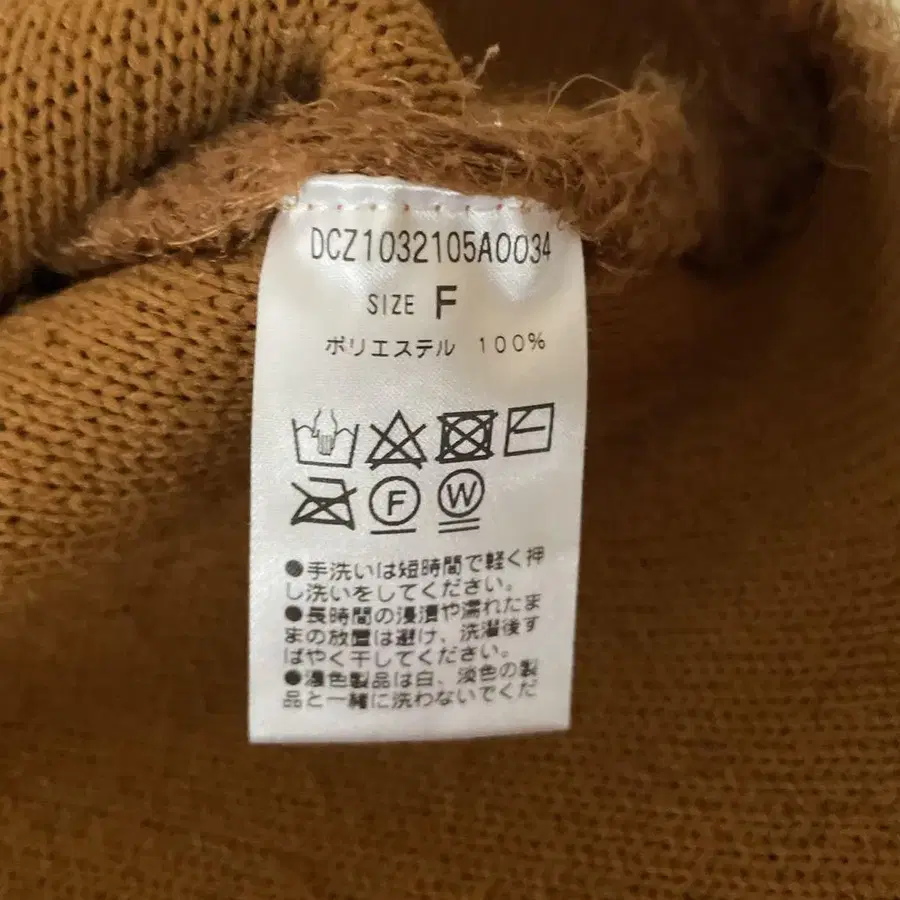 DCZ1032105A0034
SIZE F
ポリエステル 100%
F W
●手洗いは短時間で軽く押
し洗いをしてください。
●長時間の浸漬や濡れたま
まの放置は避け、洗濯後す
ばやく干してください。
●濃色製品は白、淡色の製
品と一緒に洗わないでくだ